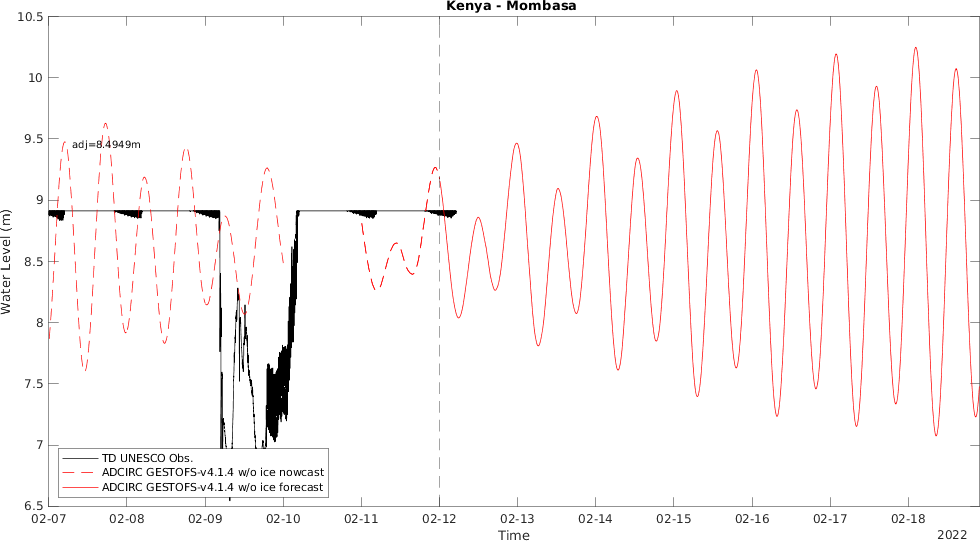 Kenya - Mombasa
10.5
10
9.5
9
8.5
8
7.5
7
6.5
Water Level (m)
adj=8.4949m
TD UNESCO Obs.
ADCIRC GESTOFS-v4.1.4 w/o ice nowcast
ADCIRC GESTOFS-v4.1.4 w/o ice forecast
02-07 02-08 02-09 02-10 02-11 02-12 02-13 02-14 02-15 02-16 02-17 02-18
Time
2022